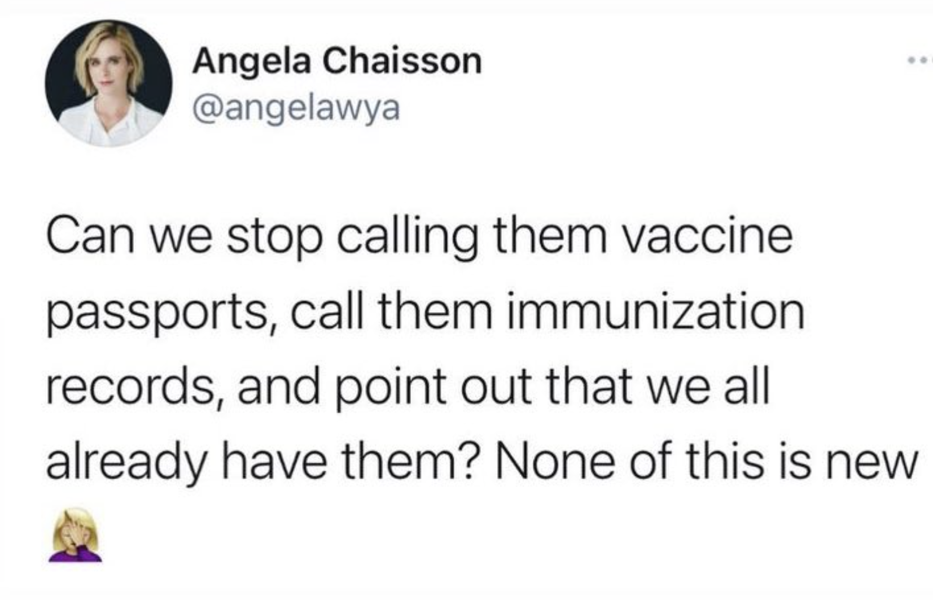 Angela Chaisson
@angelawya
Can we stop calling them vaccine
passports, call them immunization
records, and point out that we all
already have them? None of this is new
🤦🏼‍♀️